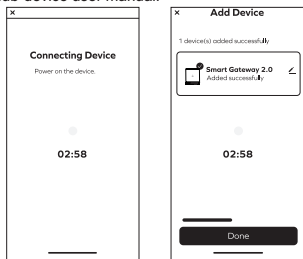 sub-device user manual.
×
Connecting Device
Power on the device.
02:58
×
Add Device
1 device(s) added successfully
Smart Gateway 2.0
Added successfully
02:58
Done